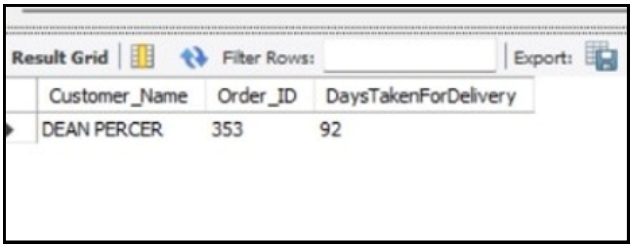 Result Grid Filter Rows: Export:
Customer_Name Order_ID DaysTakenForDelivery
DEAN PERCER 353 92